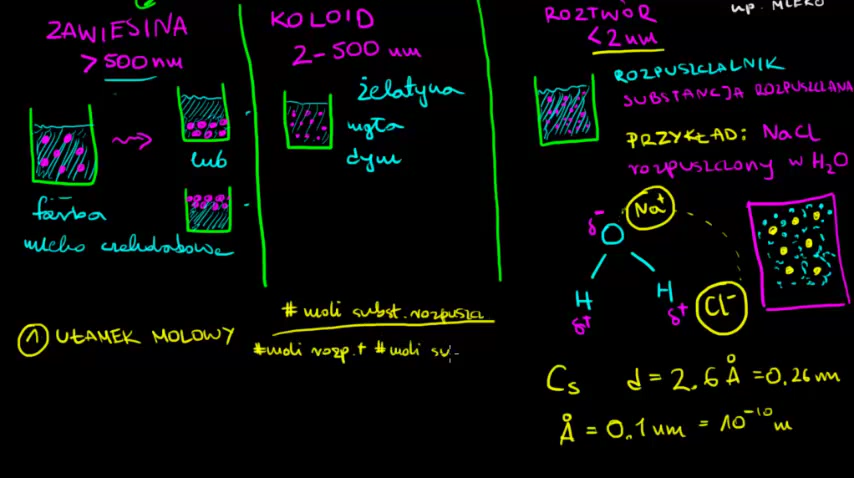 ZAWIESINA
> 500 nm
lub
farba
mleko czekoladowe
KOLOID
2-500 nm
żelatyna
mgła
dym
np. MLEKO
ROZTWÓR
< 2 nm
ROZPUSZCZALNIK
SUBSTANCJA ROZPUSZCZANA
PRZYKŁAD: NaCl
rozpuszczony w H2O
Na+
δ-
O
H
H
δ+
δ+
Cl-
① UŁAMEK MOLOWY
# moli subst. rozpuszcz
# moli rozp. + # moli su
Cs d = 2.6 Å = 0.26 nm
Å = 0.1 nm = 10^-10 m